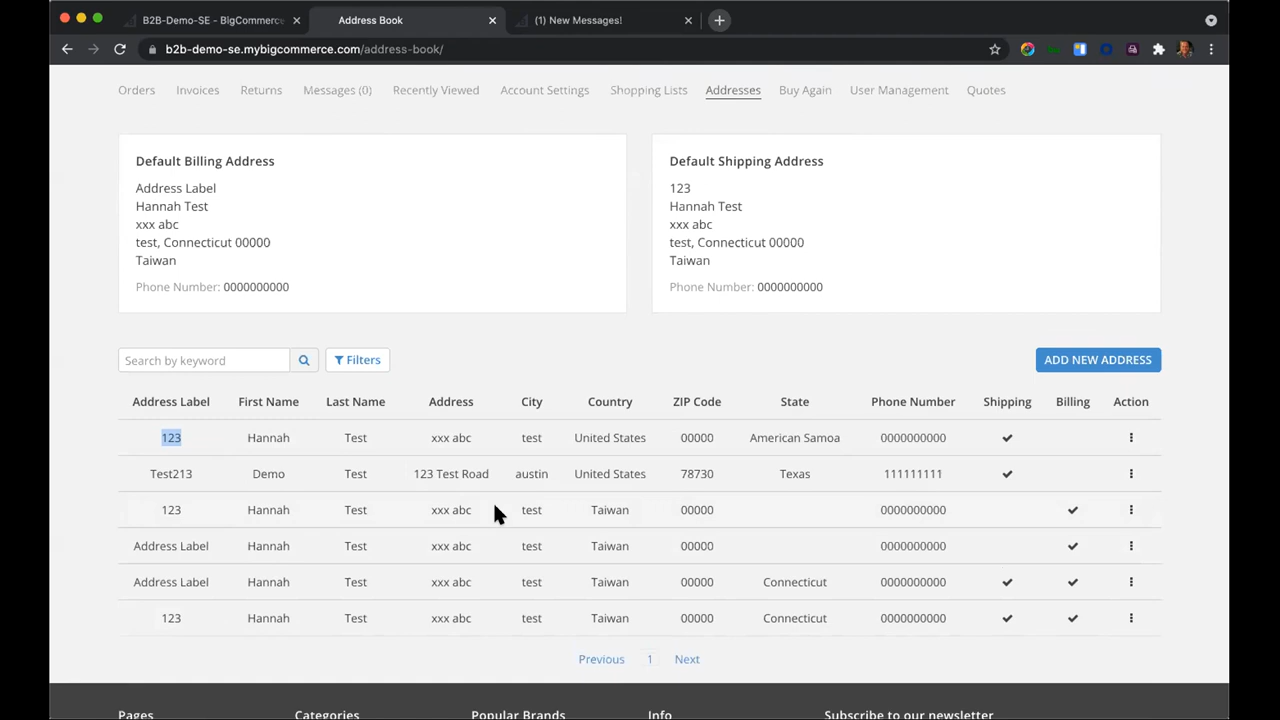 B2B-Demo-SE - BigCommerce
Address Book
(1) New Messages!
b2b-demo-se.mybigcommerce.com/address-book/
Orders Invoices Returns Messages (0) Recently Viewed Account Settings Shopping Lists Addresses Buy Again User Management Quotes
Default Billing Address
Address Label
Hannah Test
xxx abc
test, Connecticut 00000
Taiwan
Phone Number: 0000000000
Default Shipping Address
123
Hannah Test
xxx abc
test, Connecticut 00000
Taiwan
Phone Number: 0000000000
Search by keyword Filters ADD NEW ADDRESS
Address Label First Name Last Name Address City Country ZIP Code State Phone Number Shipping Billing Action
123 Hannah Test xxx abc test United States 00000 American Samoa 0000000000
Test213 Demo Test 123 Test Road austin United States 78730 Texas 111111111
123 Hannah Test xxx abc test Taiwan 00000 0000000000
Address Label Hannah Test xxx abc test Taiwan 00000 0000000000
Address Label Hannah Test xxx abc test Taiwan 00000 Connecticut 0000000000
123 Hannah Test xxx abc test Taiwan 00000 Connecticut 0000000000
Previous 1 Next
Pages Categories Popular Brands Info Subscribe to our newsletter